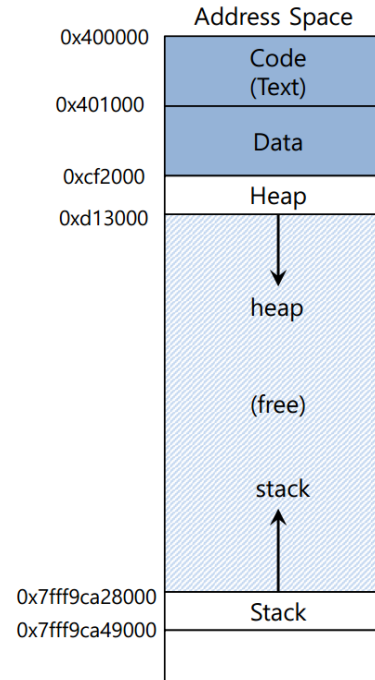 Address Space
0x400000
Code
(Text)
0x401000
Data
0xcf2000
Heap
0xd13000
heap
(free)
stack
0x7fff9ca28000
Stack
0x7fff9ca49000